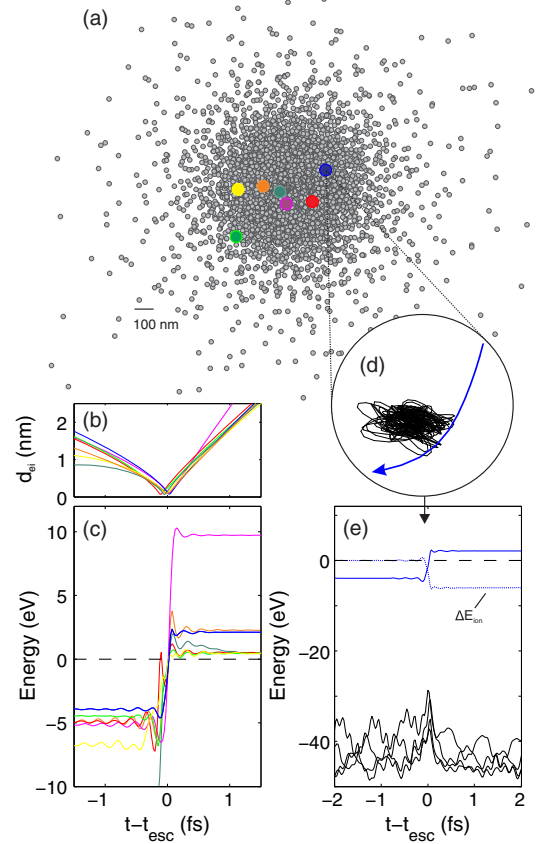 (a)
100 nm
(b)
d_ei (nm)
2
1
0
(c)
Energy (eV)
10
5
0
−5
−10
−1
0
1
t−t_esc (fs)
(d)
(e)
Energy (eV)
0
−20
−40
ΔE_ion
−2
−1
0
1
2
t−t_esc (fs)